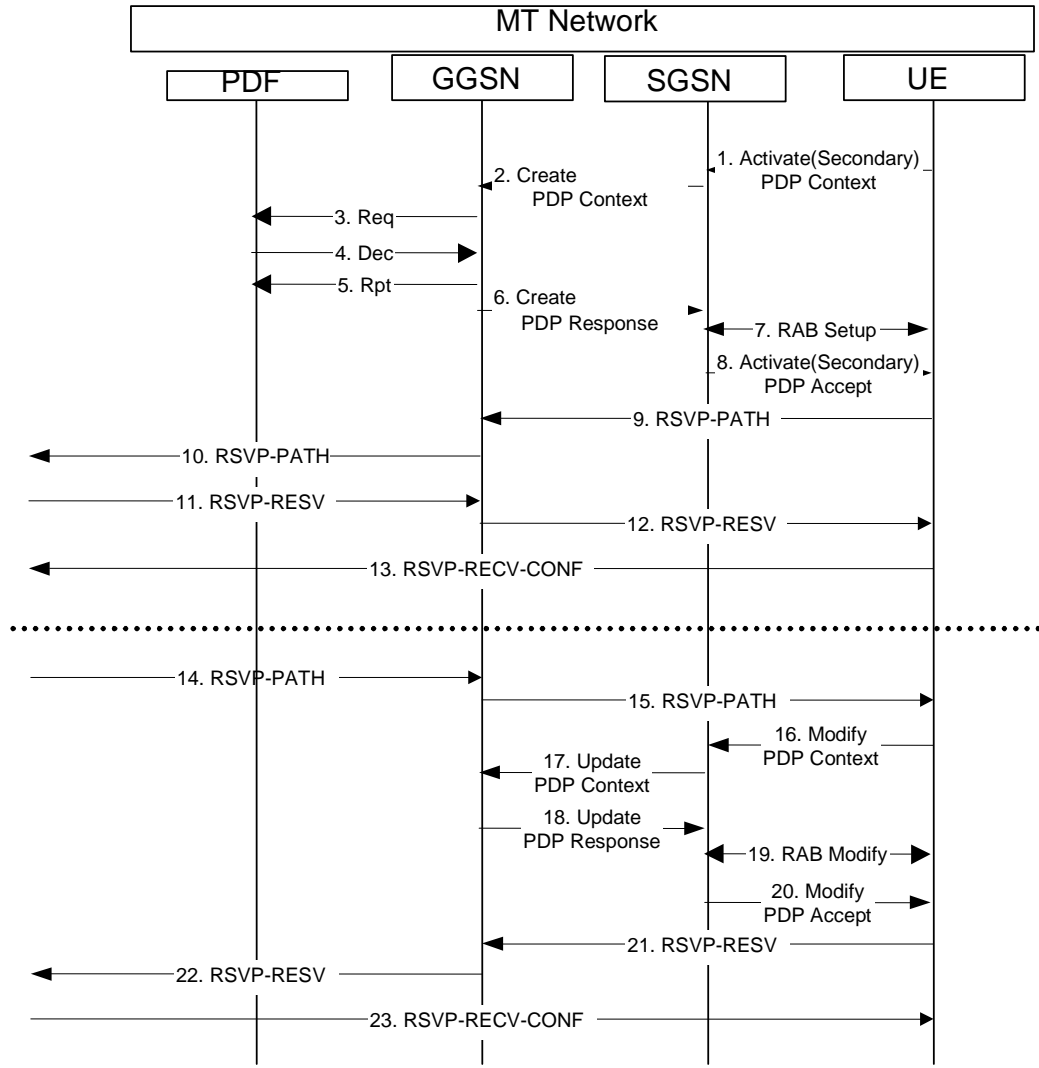 MT Network
PDF
GGSN
SGSN
UE
1. Activate(Secondary)
PDP Context
2. Create
PDP Context
3. Req
4. Dec
5. Rpt
6. Create
PDP Response
7. RAB Setup
8. Activate(Secondary)
PDP Accept
9. RSVP-PATH
10. RSVP-PATH
11. RSVP-RESV
12. RSVP-RESV
13. RSVP-RECV-CONF
14. RSVP-PATH
15. RSVP-PATH
16. Modify
PDP Context
17. Update
PDP Context
18. Update
PDP Response
19. RAB Modify
20. Modify
PDP Accept
21. RSVP-RESV
22. RSVP-RESV
23. RSVP-RECV-CONF